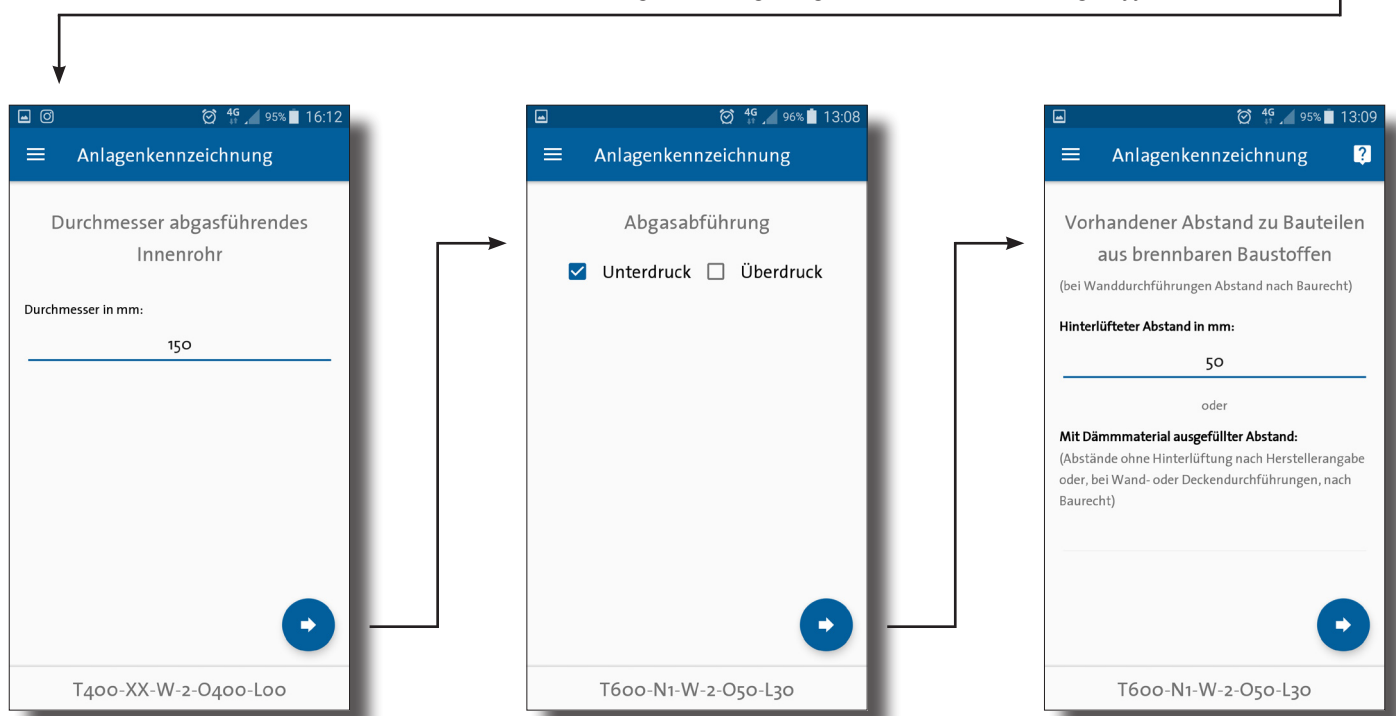 16:12
95%
4G
Anlagenkennzeichnung
Durchmesser abgasführendes
Innenrohr
Durchmesser in mm:
150
T400-XX-W-2-O400-L00
4G
96%
13:08
Anlagenkennzeichnung
Abgasabführung
Unterdruck
Überdruck
T600-N1-W-2-O50-L30
4G
95%
13:09
Anlagenkennzeichnung
?
Vorhandener Abstand zu Bauteilen
aus brennbaren Baustoffen
(bei Wanddurchführungen Abstand nach Baurecht)
Hinterlüfteter Abstand in mm:
50
oder
Mit Dämmmaterial ausgefüllter Abstand:
(Abstände ohne Hinterlüftung nach Herstellerangabe
oder, bei Wand- oder Deckendurchführungen, nach
Baurecht)
T600-N1-W-2-O50-L30